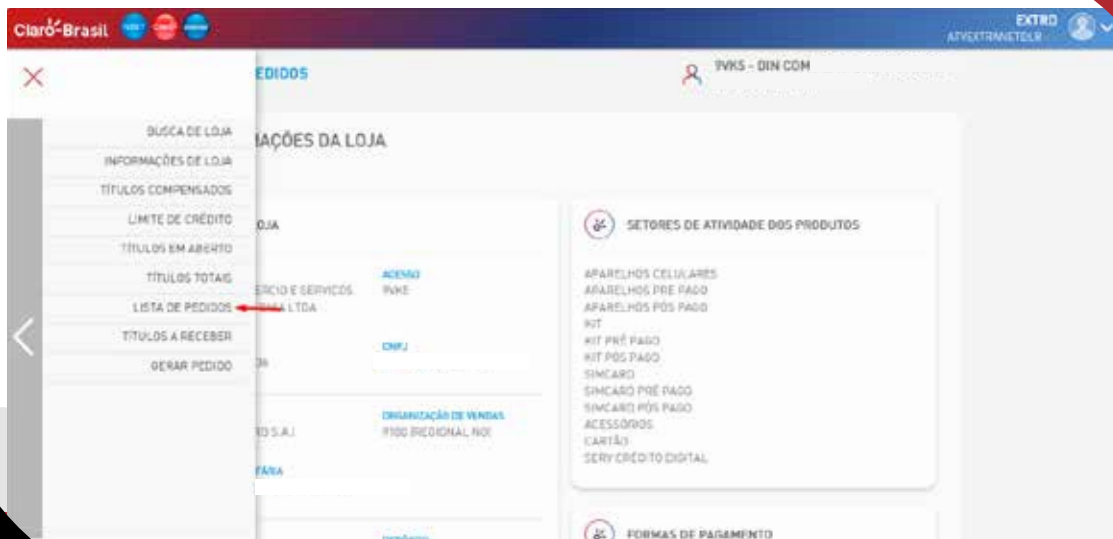 Claro-Brasil
EXTRD
ATVEXTRANETDLR
EDIDOS
9VKS - DIN COM
BUSCA DE LOJA
INFORMAÇÕES DE LOJA
TÍTULOS COMPENSADOS
LIMITE DE CRÉDITO
TÍTULOS EM ABERTO
TÍTULOS TOTAIS
LISTA DE PEDIDOS
TÍTULOS A RECEBER
GERAR PEDIDO
MAÇÕES DA LOJA
OJA
ÉRCIO E SERVIÇOS
LTDA
ACESSO
9VKS
CNPJ
RO S.A.
ORGANIZAÇÃO DE VENDAS
9100 (REGIONAL NO)
TÁRIA
SETORES DE ATIVIDADE DOS PRODUTOS
APARELHOS CELULARES
APARELHOS PRÉ PAGO
APARELHOS PÓS PAGO
KIT
KIT PRÉ PAGO
KIT PÓS PAGO
SIMCARD
SIMCARD PRÉ PAGO
SIMCARD PÓS PAGO
ACESSÓRIOS
CARTÃO
SERV CRÉDITO DIGITAL
FORMAS DE PAGAMENTO